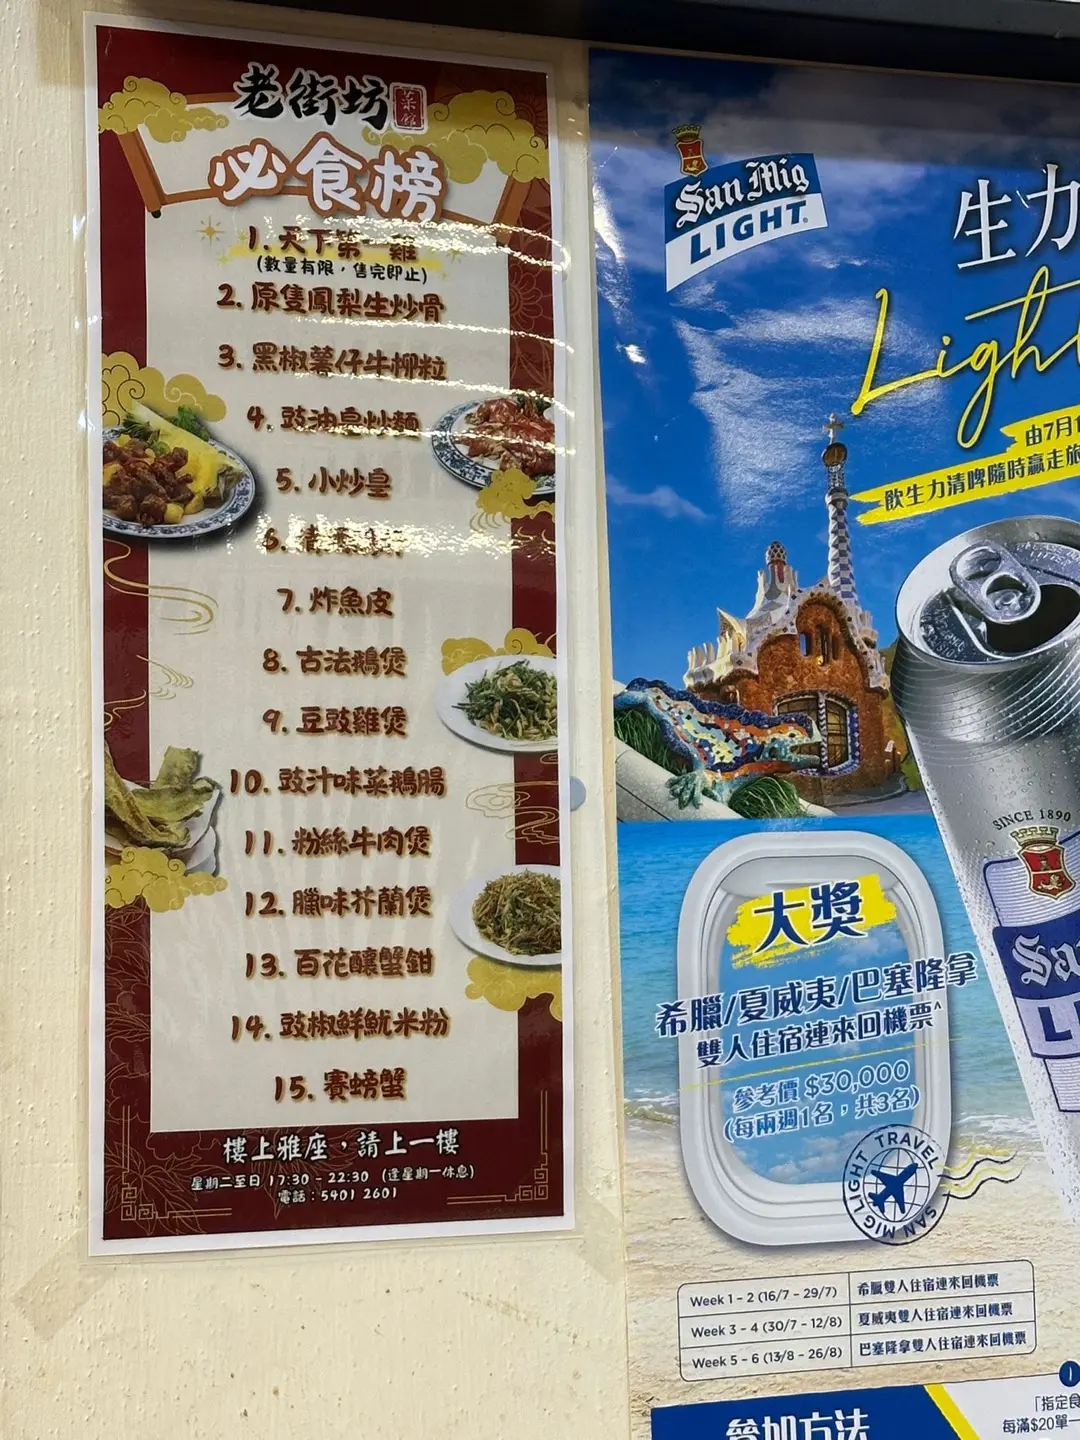 老街坊
菜館
必食榜
1. 天下第一雞
(數量有限，售完即止)
2. 原隻鳳梨生炒骨
3. 黑椒薯仔牛柳粒
4. 豉油皇炒麵
5. 小炒皇
6.
7. 炸魚皮
8. 古法鵝煲
9. 豆豉雞煲
10. 豉汁味菜鵝腸
11. 粉絲牛肉煲
12. 臘味芥蘭煲
13. 百花釀蟹鉗
14. 豉椒鮮魷米粉
15. 賽螃蟹
樓上雅座，請上一樓
星期二至日 17:30 - 22:30 (逢星期一休息)
電話：5401 2601
San Mig
LIGHT
生力
Light
由7月1
飲生力清啤隨時贏走旅
SINCE 1890
Sa
L
大獎
希臘/夏威夷/巴塞隆拿
雙人住宿連來回機票^
參考價 $30,000
(每兩週1名，共3名)
TRAVEL SAN MIG LIGHT
Week 1 - 2 (16/7 - 29/7) 希臘雙人住宿連來回機票
Week 3 - 4 (30/7 - 12/8) 夏威夷雙人住宿連來回機票
Week 5 - 6 (13/8 - 26/8) 巴塞隆拿雙人住宿連來回機票
參加方法
1
「指定食
每滿$20單一